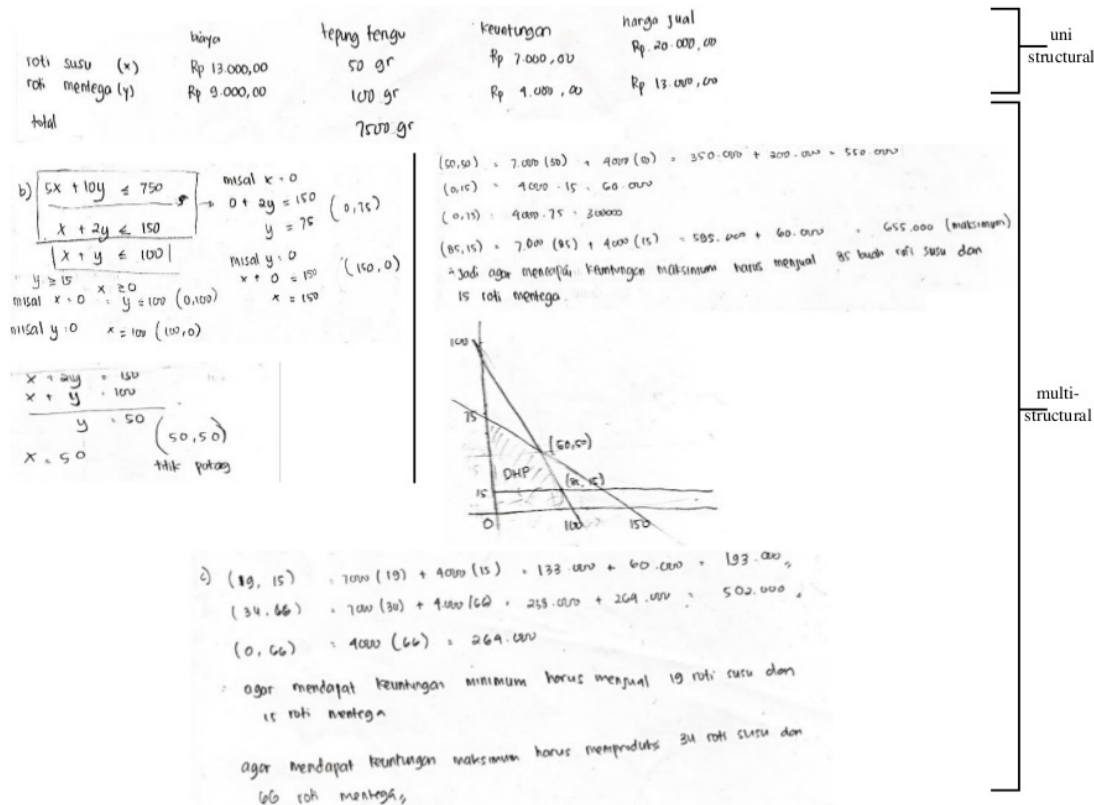 biaya tepung terigu keuntungan harga jual
roti susu (x) Rp 13.000,00 50 gr Rp 7.000,00 Rp. 20.000,00
roti mentega (y) Rp 9.000,00 100 gr Rp 4.000,00 Rp 13.000,00
total 7500 gr
uni
structural
b) 5x + 10y ≤ 750
x + 2y ≤ 150
x + y ≤ 100
y ≥ 15 x ≥ 0
misal x = 0 = y = 100 (0,100)
misal y = 0 x = 100 (100,0)
misal x = 0
0 + 2y = 150 (0,75)
y = 75
misal y = 0
x + 0 = 150 (150,0)
x = 150
x + 2y = 150
x + y = 100
y = 50
x = 50 (50,50)
titik potong
(50,50) = 7.000 (50) + 4000 (50) = 350.000 + 200.000 = 550.000
(0,15) = 4000 . 15 = 60.000
(0,75) = 4000 . 75 = 300000
(85,15) = 7.000 (85) + 4000 (15) = 595.000 + 60.000 = 655.000 (maksimum)
Jadi agar mencapai keuntungan maksimum harus menjual 85 buah roti susu dan
15 roti mentega.
100
75
(50,50)
DHP
(85,15)
15
0 100 150
multi-
structural
c) (19, 15) = 7000 (19) + 4000 (15) = 133.000 + 60.000 = 193.000
(34,66) = 7000 (34) + 4.000 (66) = 238.000 + 264.000 = 502.000
(0,66) = 4000 (66) = 264.000
agar mendapat keuntungan minimum harus menjual 19 roti susu dan
15 roti mentega
agar mendapat keuntungan maksimum harus memproduksi 34 roti susu dan
66 roti mentega